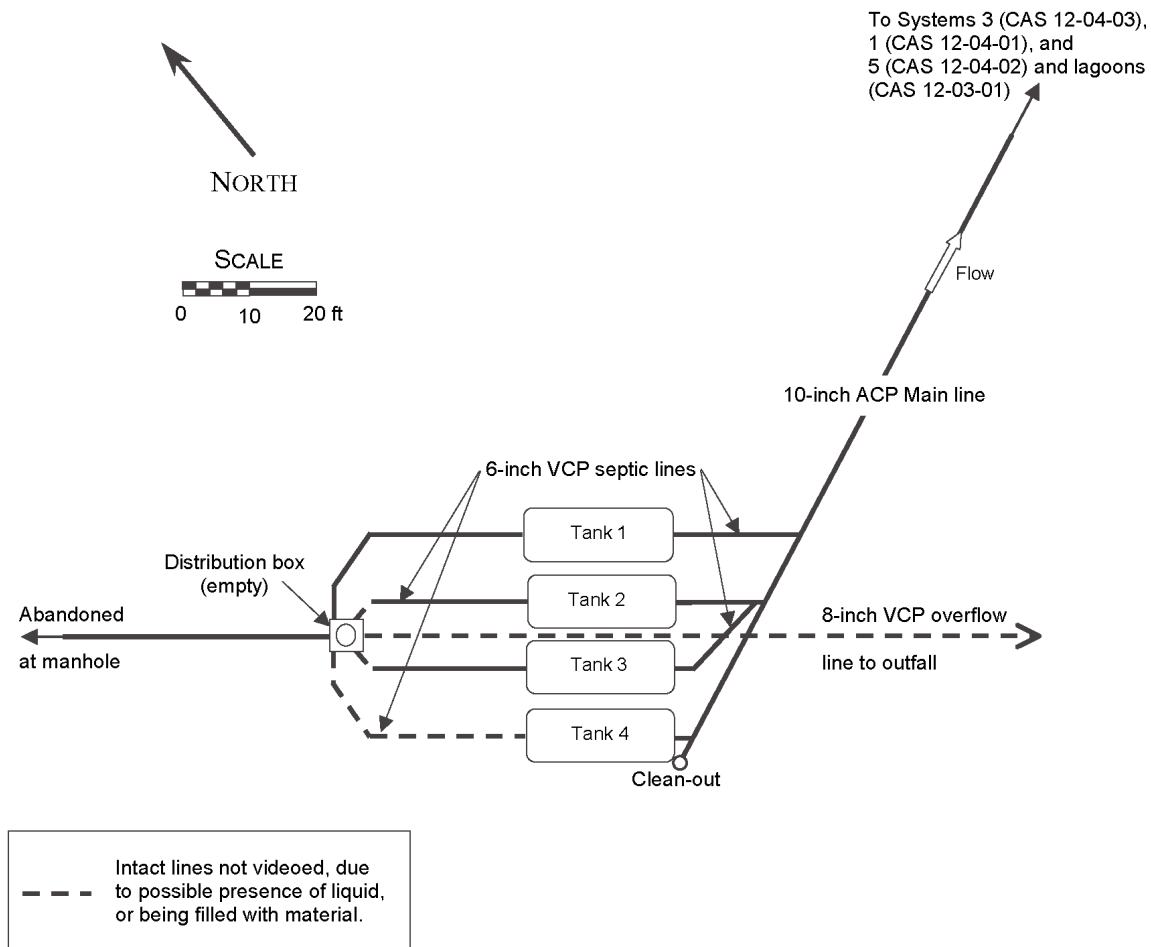 To Systems 3 (CAS 12-04-03),
1 (CAS 12-04-01), and
5 (CAS 12-04-02) and lagoons
(CAS 12-03-01)
NORTH
SCALE
0 10 20 ft
Flow
10-inch ACP Main line
6-inch VCP septic lines
Tank 1
Distribution box
(empty)
Tank 2
Abandoned
at manhole
8-inch VCP overflow
line to outfall
Tank 3
Tank 4
Clean-out
Intact lines not videoed, due
to possible presence of liquid,
or being filled with material.